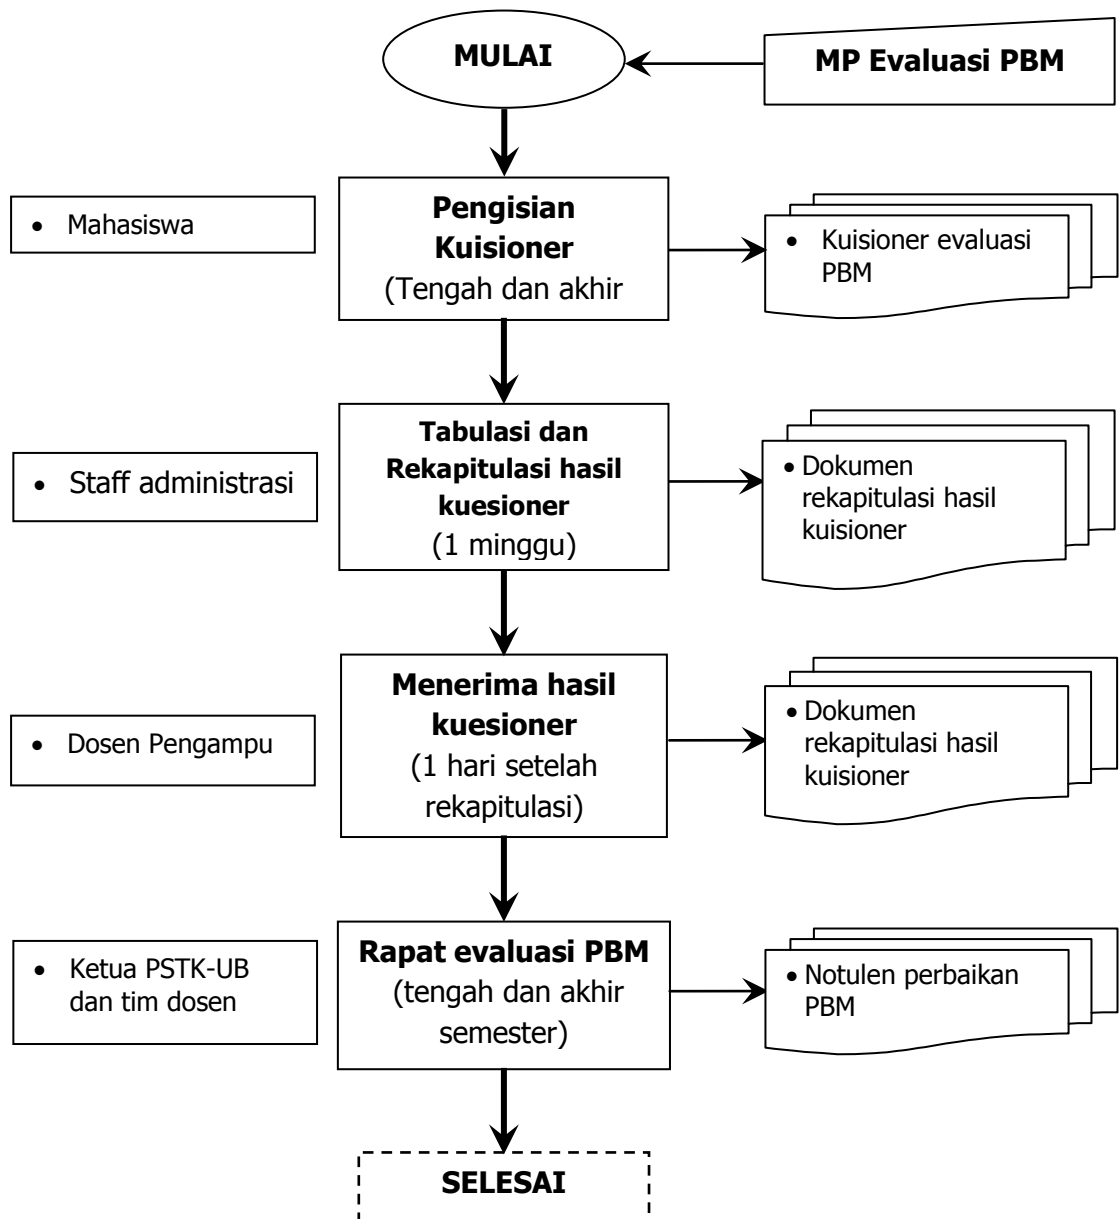 MULAI
MP Evaluasi PBM
• Mahasiswa
Pengisian
Kuisioner
(Tengah dan akhir
• Kuisioner evaluasi
PBM
• Staff administrasi
Tabulasi dan
Rekapitulasi hasil
kuesioner
(1 minggu)
• Dokumen
rekapitulasi hasil
kuisioner
• Dosen Pengampu
Menerima hasil
kuesioner
(1 hari setelah
rekapitulasi)
• Dokumen
rekapitulasi hasil
kuisioner
• Ketua PSTK-UB
dan tim dosen
Rapat evaluasi PBM
(tengah dan akhir
semester)
• Notulen perbaikan
PBM
SELESAI